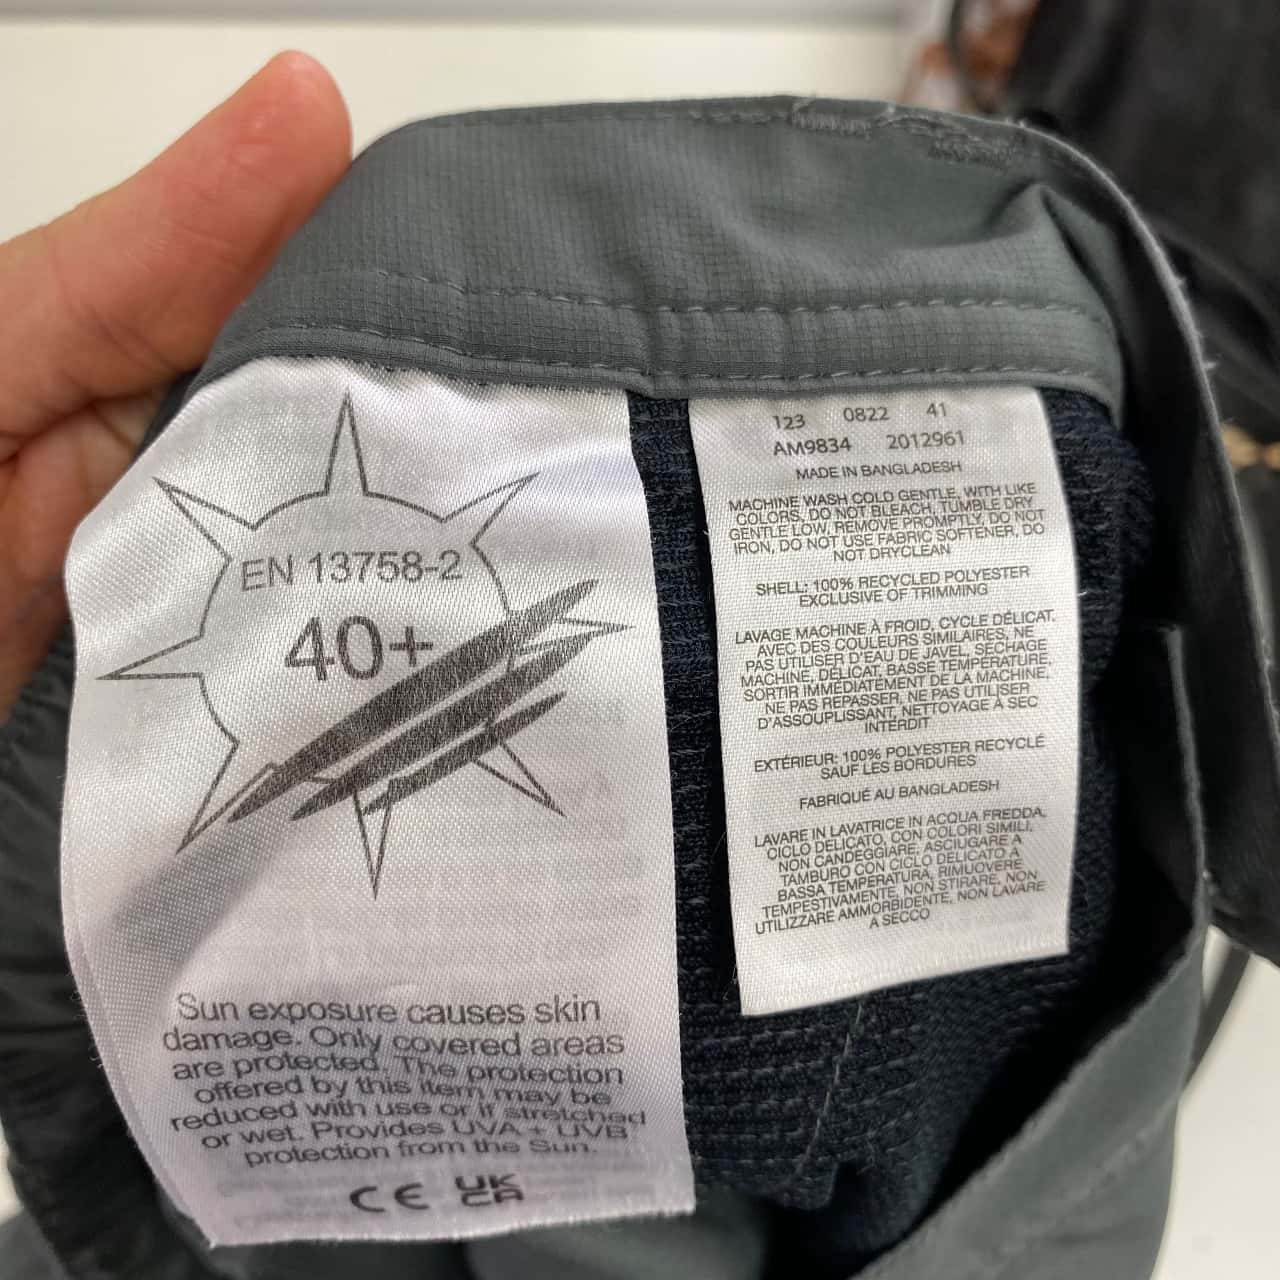 EN 13758-2
40+
Sun exposure causes skin
damage. Only covered areas
are protected. The protection
offered by this item may be
reduced with use or if stretched
or wet. Provides UVA + UVB
protection from the Sun.
CE UK
CA
123 0822 41
AM9834 2012961
MADE IN BANGLADESH
MACHINE WASH COLD GENTLE, WITH LIKE
COLORS, DO NOT BLEACH, TUMBLE DRY
GENTLE LOW, REMOVE PROMPTLY, DO NOT
IRON, DO NOT USE FABRIC SOFTENER, DO
NOT DRYCLEAN
SHELL: 100% RECYCLED POLYESTER
EXCLUSIVE OF TRIMMING
LAVAGE MACHINE À FROID, CYCLE DÉLICAT,
AVEC DES COULEURS SIMILAIRES, NE
PAS UTILISER D'EAU DE JAVEL, SÉCHAGE
MACHINE, DÉLICAT, BASSE TEMPÉRATURE,
SORTIR IMMÉDIATEMENT DE LA MACHINE,
NE PAS REPASSER, NE PAS UTILISER
D'ASSOUPLISSANT, NETTOYAGE À SEC
INTERDIT
EXTÉRIEUR: 100% POLYESTER RECYCLÉ
SAUF LES BORDURES
FABRIQUÉ AU BANGLADESH
LAVARE IN LAVATRICE IN ACQUA FREDDA,
CICLO DELICATO, CON COLORI SIMILI,
NON CANDEGGIARE, ASCIUGARE A
TAMBURO CON CICLO DELICATO A
BASSA TEMPERATURA, RIMUOVERE
TEMPESTIVAMENTE, NON STIRARE, NON
UTILIZZARE AMMORBIDENTE, NON LAVARE
A SECCO